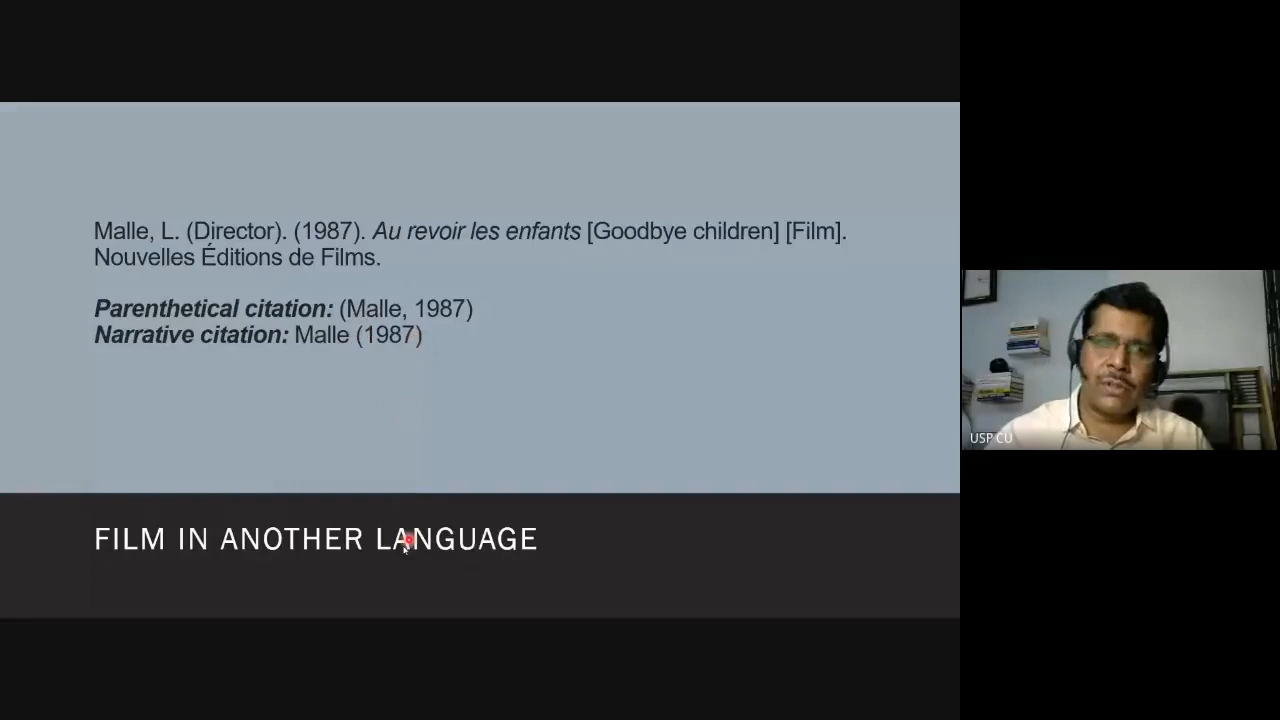 Malle, L. (Director). (1987). Au revoir les enfants [Goodbye children] [Film].
Nouvelles Éditions de Films.
Parenthetical citation: (Malle, 1987)
Narrative citation: Malle (1987)
FILM IN ANOTHER LANGUAGE
USP CU